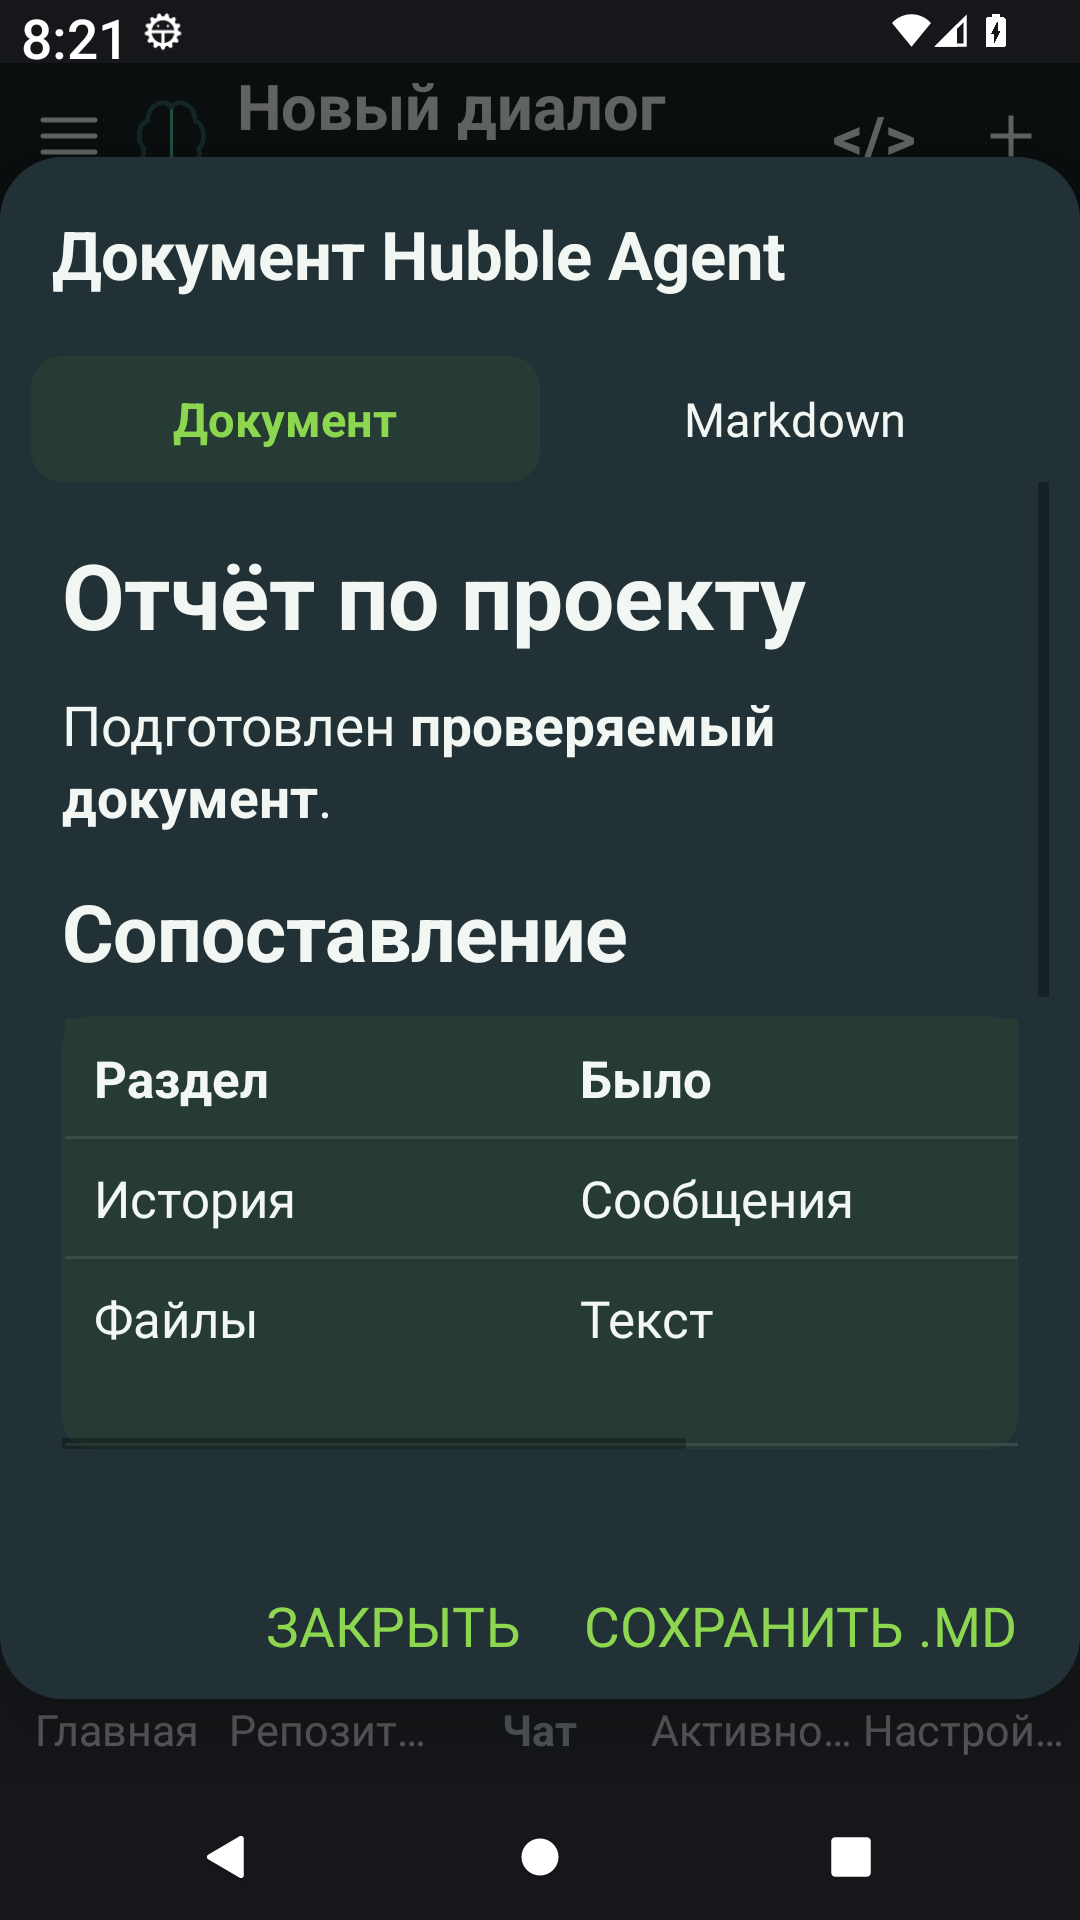 8:21
Новый диалог
</>
Документ Hubble Agent
Документ Markdown
Отчёт по проекту
Подготовлен проверяемый
документ.
Сопоставление
Раздел Было
История Сообщения
Файлы Текст
ЗАКРЫТЬ СОХРАНИТЬ .MD
Главная Репозит... Чат Активно... Настрой...